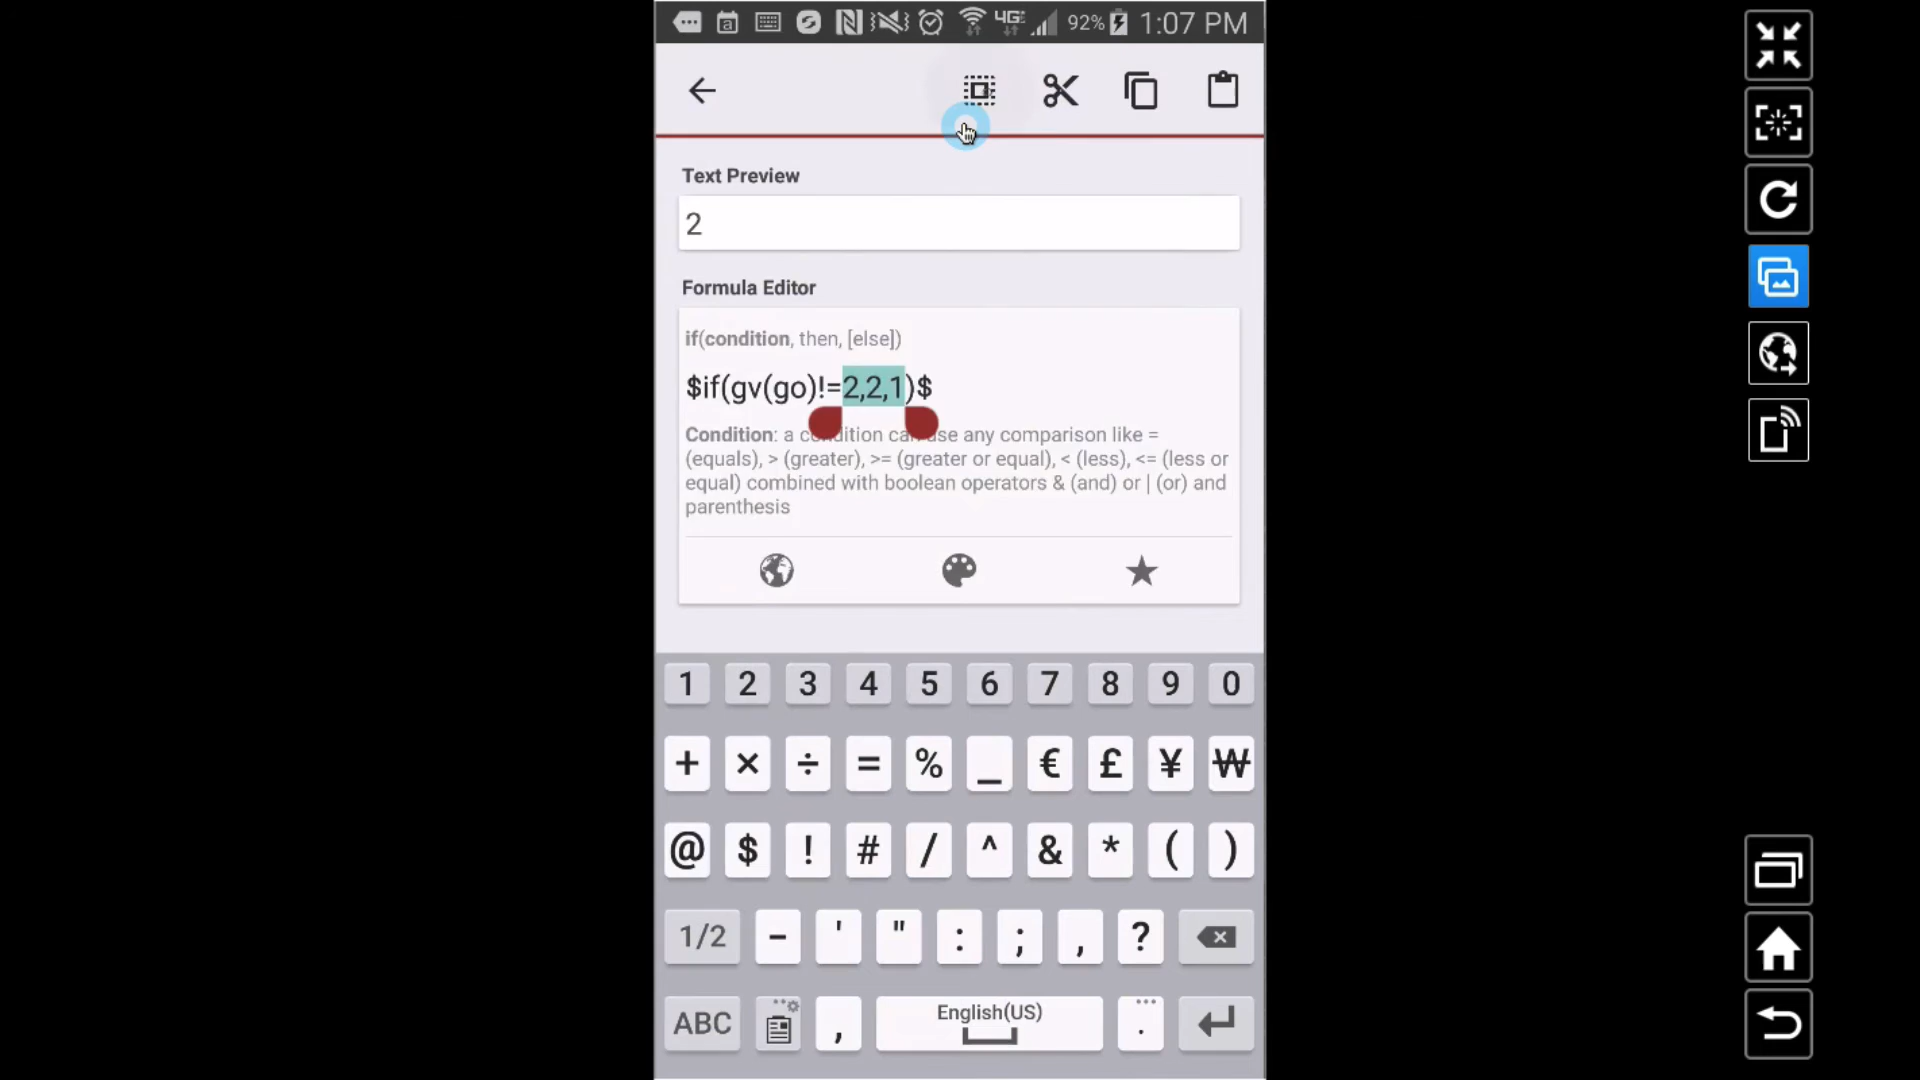 4G 92% 1:07 PM
Text Preview
2
Formula Editor
if(condition, then, [else])
$if(gv(go)!=2,2,1)$
Condition: a condition can use any comparison like =
(equals), > (greater), >= (greater or equal), < (less), <= (less or
equal) combined with boolean operators & (and) or | (or) and
parenthesis
1 2 3 4 5 6 7 8 9 0
+ × ÷ = % _ € £ ¥ ₩
@ $ ! # / ^ & * ( )
1/2 - ' " : ; , ?
ABC , English(US) .